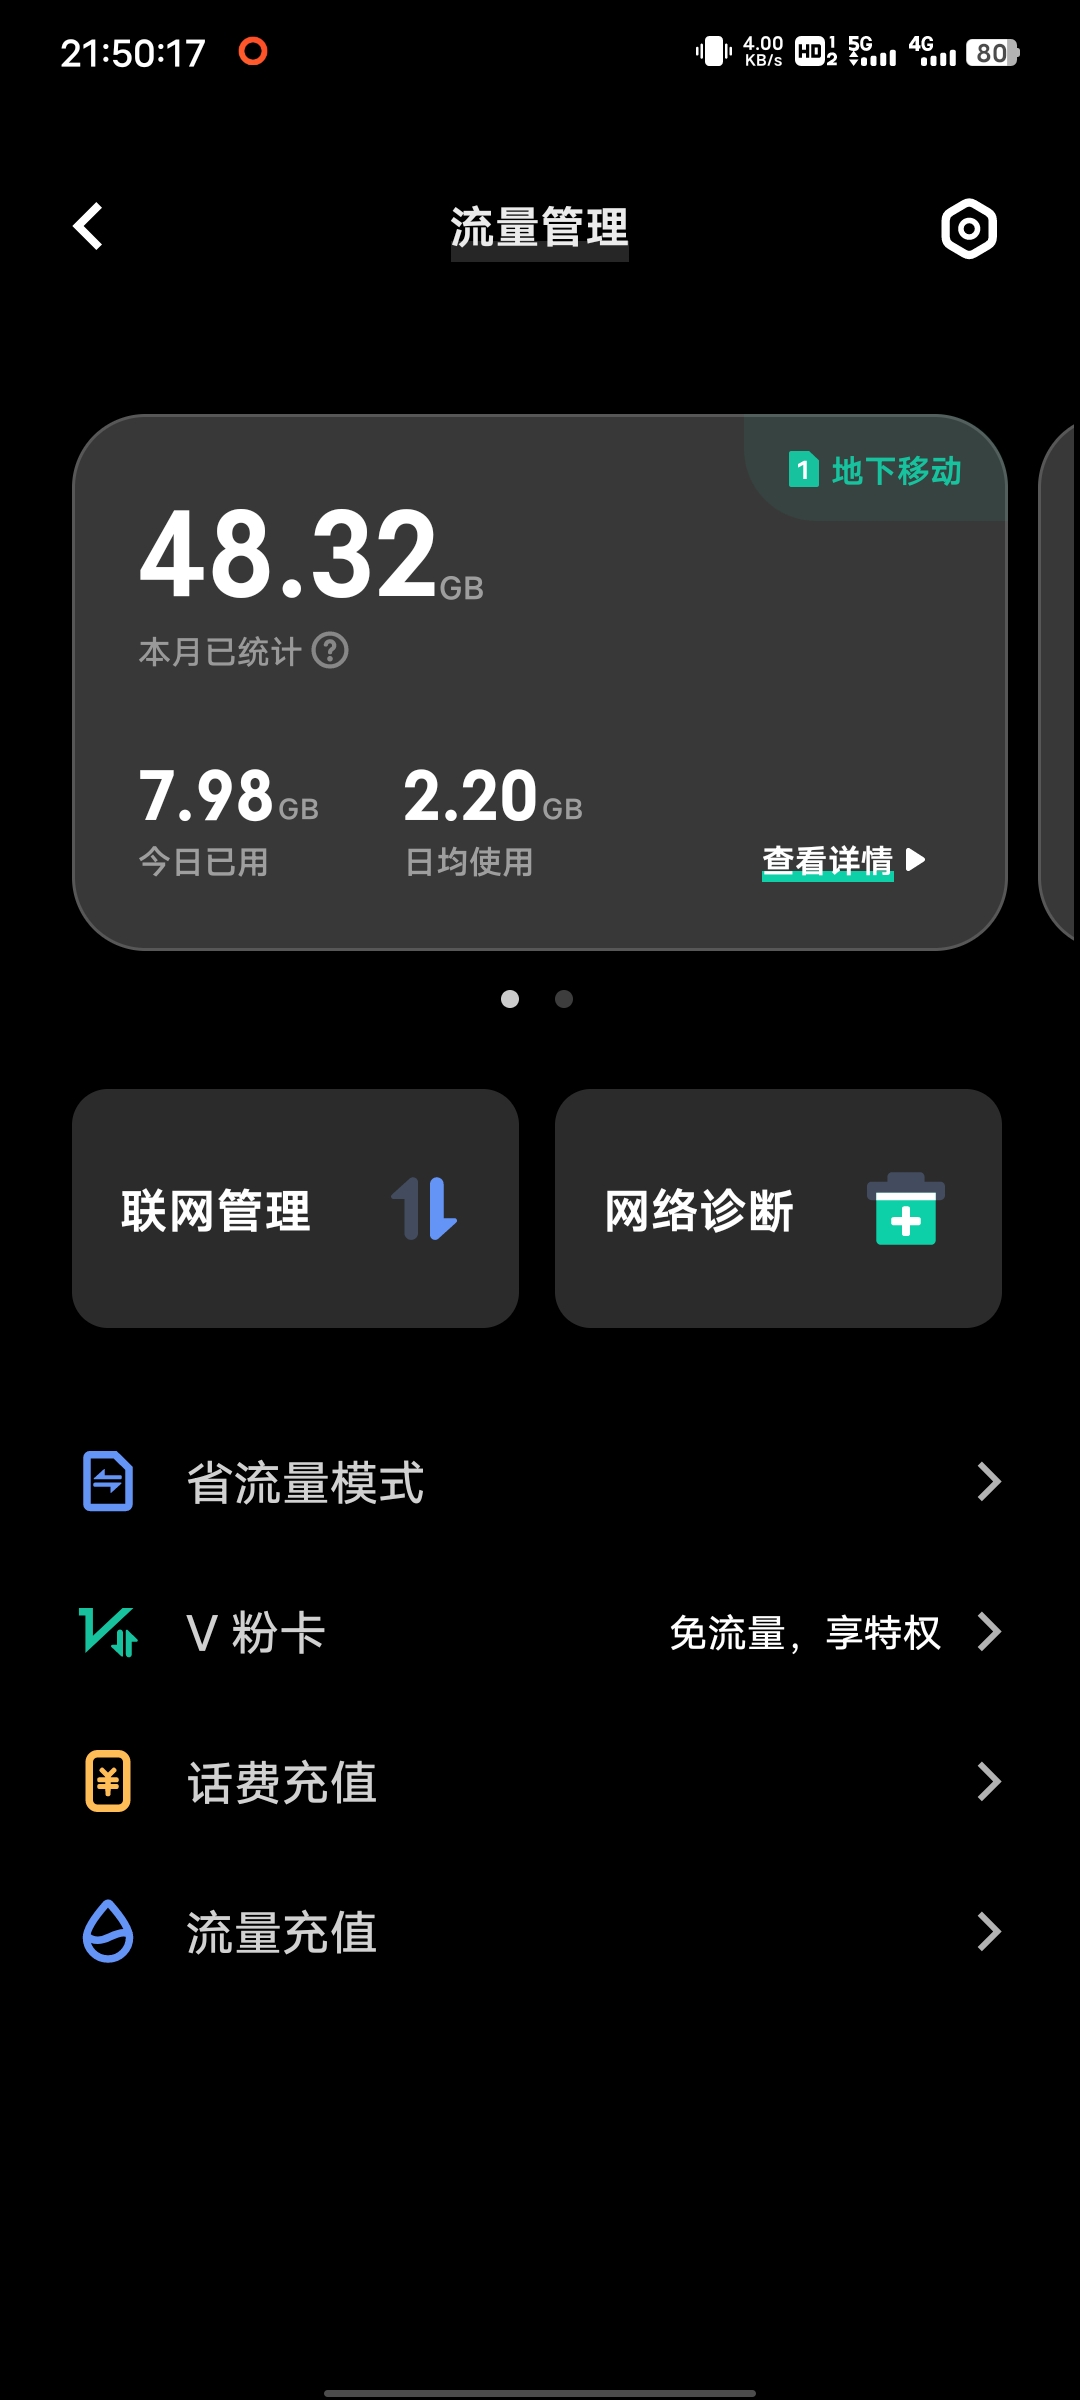 21:50:17
4.00 KB/s HD 1 2 5G 4G 80
流量管理
1 地下移动
48.32GB
本月已统计 ?
7.98GB 2.20GB
今日已用 日均使用 查看详情
联网管理 网络诊断
省流量模式
V 粉卡 免流量，享特权
话费充值
流量充值